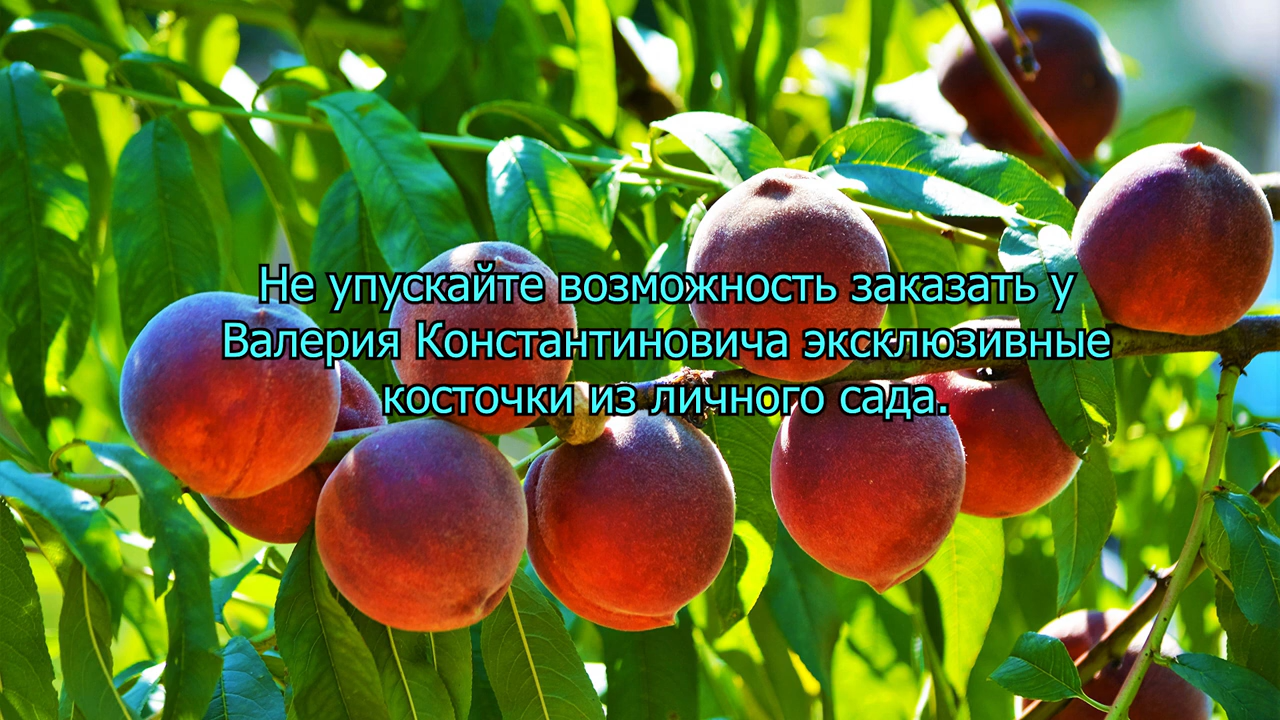 Не упускайте возможность заказать у
Валерия Константиновича эксклюзивные
косточки из личного сада.